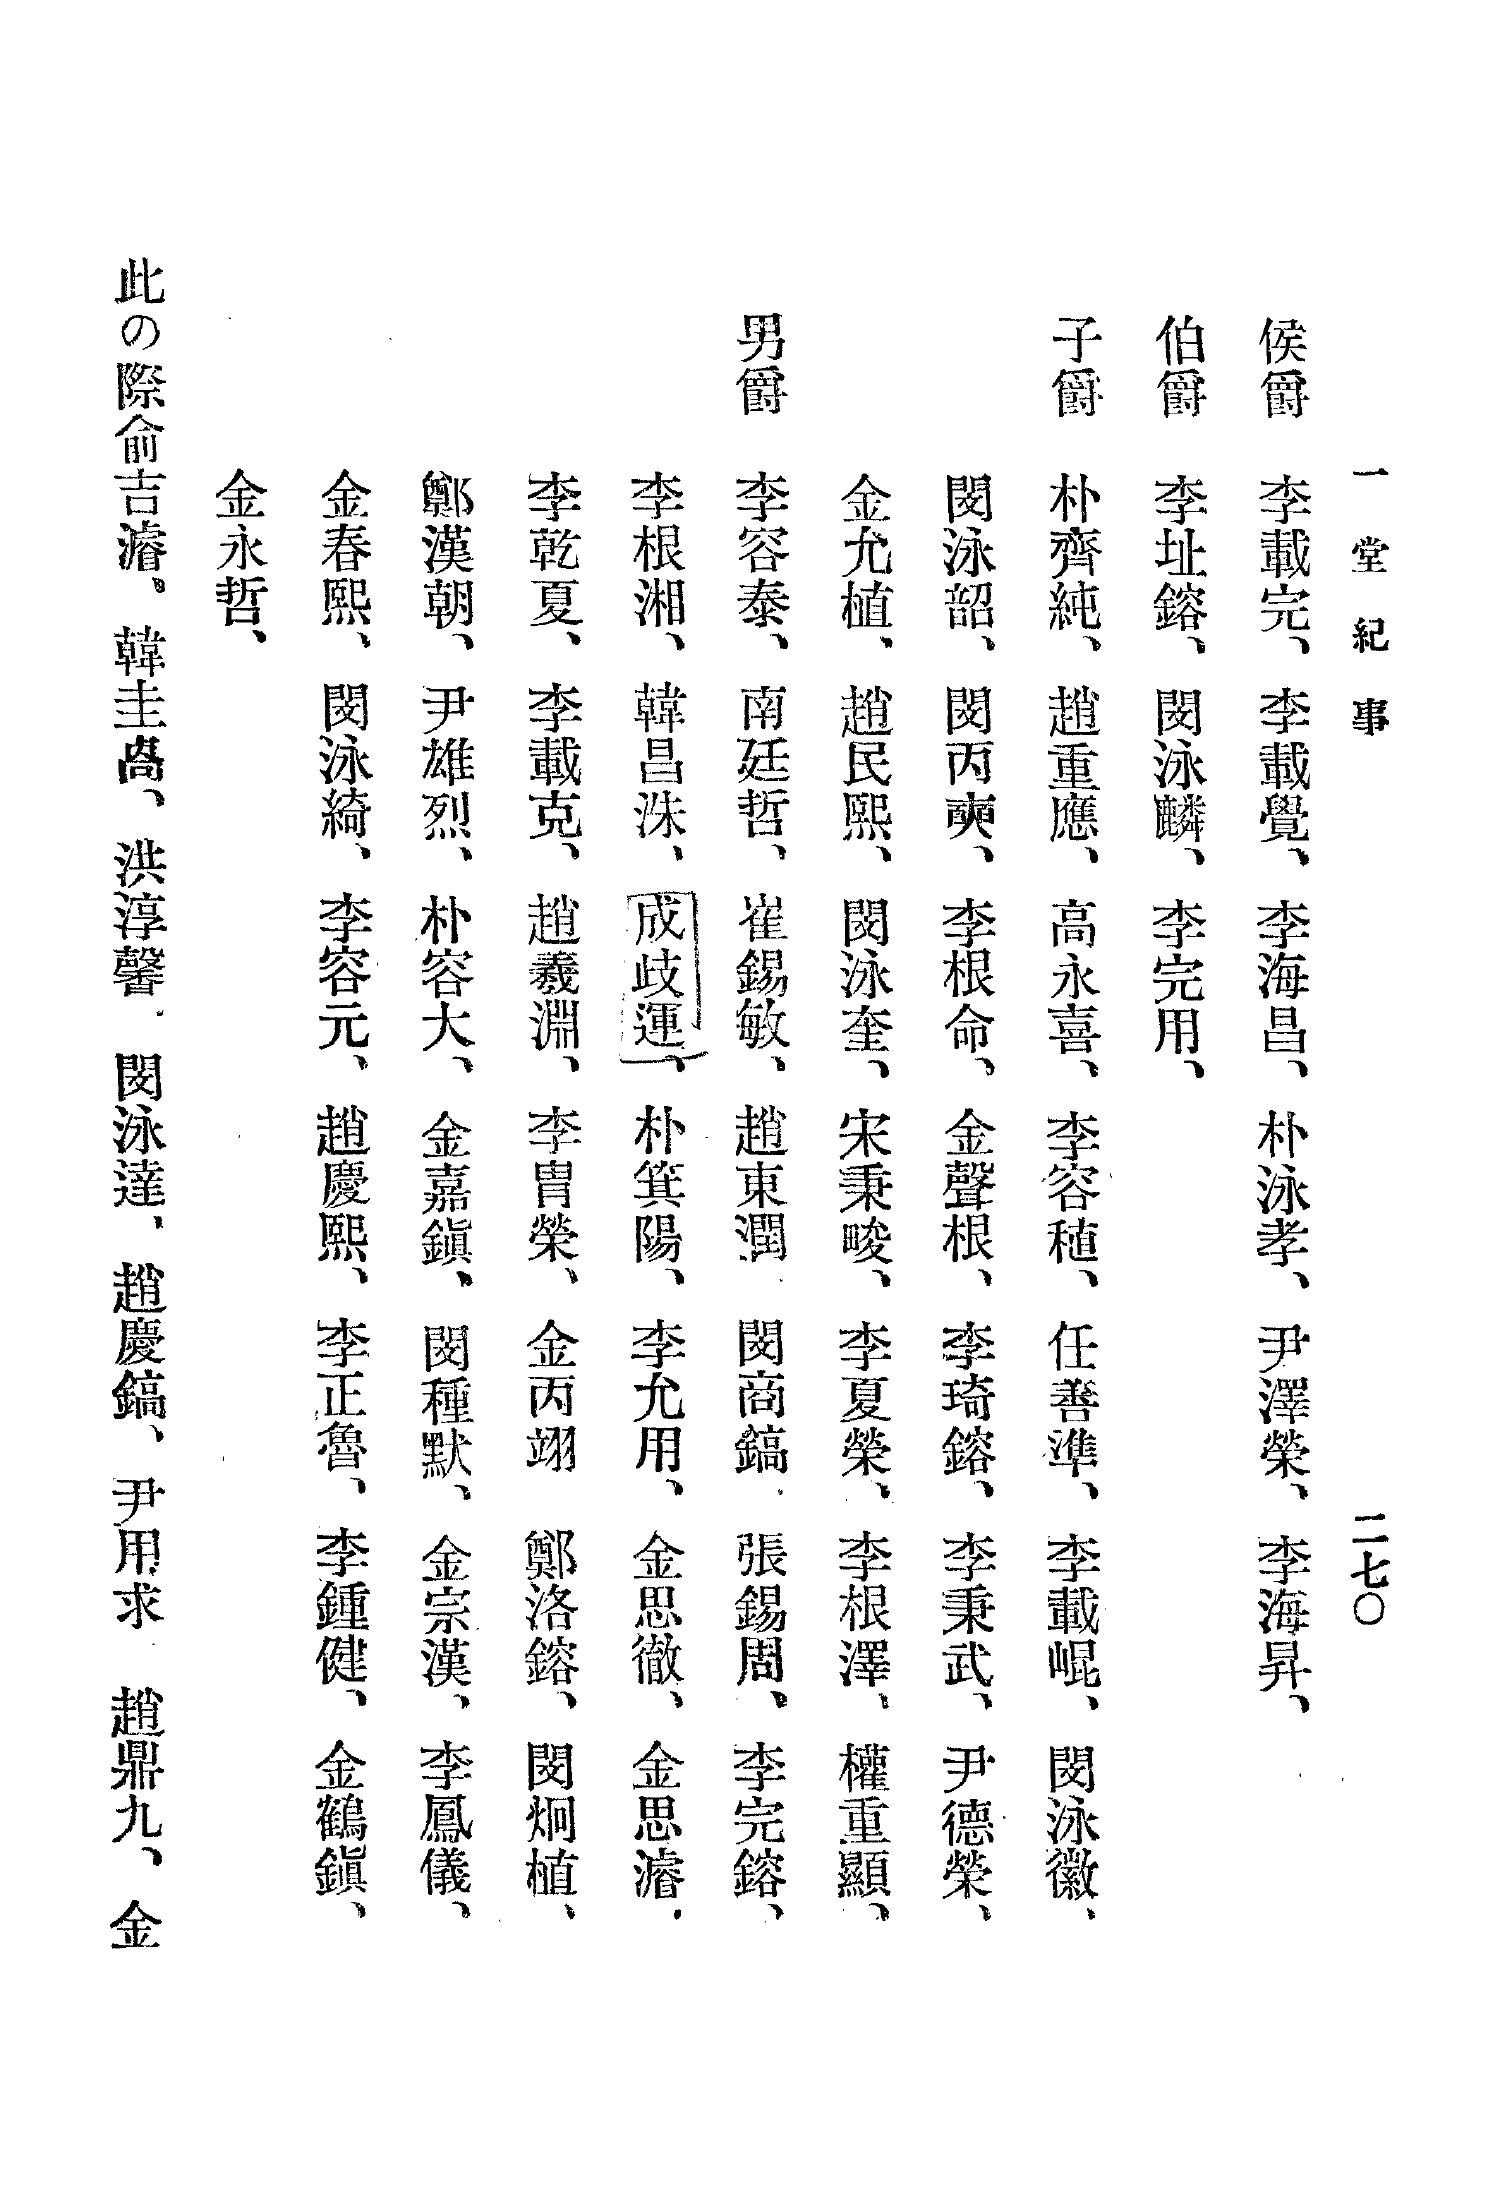 一堂紀事　二七〇
侯爵　李載完、李載覺、李海昌、朴泳孝、尹澤榮、李海昇、
伯爵　李址鎔、閔泳麟、李完用、
子爵　朴齊純、趙重應、高永喜、李容稙、任善準、李載崐、閔泳徽、
閔泳韶、閔丙奭、李根命、金聲根、李琦鎔、李秉武、尹德榮、
金允植、趙民熙、閔泳奎、宋秉畯、李夏榮、李根澤、權重顯、
男爵　李容泰、南廷哲、崔錫敏、趙東潤　閔商鎬、張錫周、李完鎔、
李根湘、韓昌洙、成歧運、朴箕陽、李允用、金思徹、金思濬、
李乾夏、李載克、趙羲淵、李胄榮、金丙翊　鄭洛鎔、閔炯植、
鄭漢朝、尹雄烈、朴容大、金嘉鎭、閔種默、金宗漢、李鳳儀、
金春熙、閔泳綺、李容元、趙慶熙、李正魯、李鍾健、金鶴鎭、
金永哲、
此の際俞吉濬。韓圭卨、洪淳馨、閔泳達、趙慶鎬、尹用求　趙鼎九、金